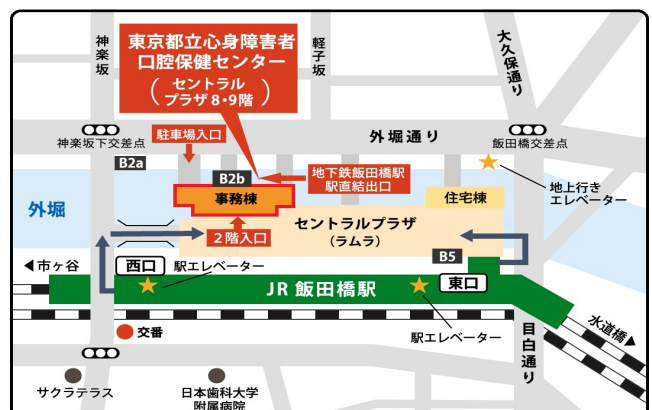 神楽坂
東京都立心身障害者
口腔保健センター
(セントラル
プラザ8・9階)
軽子坂
大久保通り
神楽坂下交差点
駐車場入口
外堀通り
飯田橋交差点
B2a
B2b
地下鉄飯田橋駅
駅直結出口
地上行き
エレベーター
外堀
事務棟
住宅棟
2階入口
セントラルプラザ
(ラムラ)
◀市ヶ谷
西口
駅エレベーター
B5
東口
JR 飯田橋駅
交番
駅エレベーター
目白通り
水道橋▶
サクラテラス
日本歯科大学
附属病院